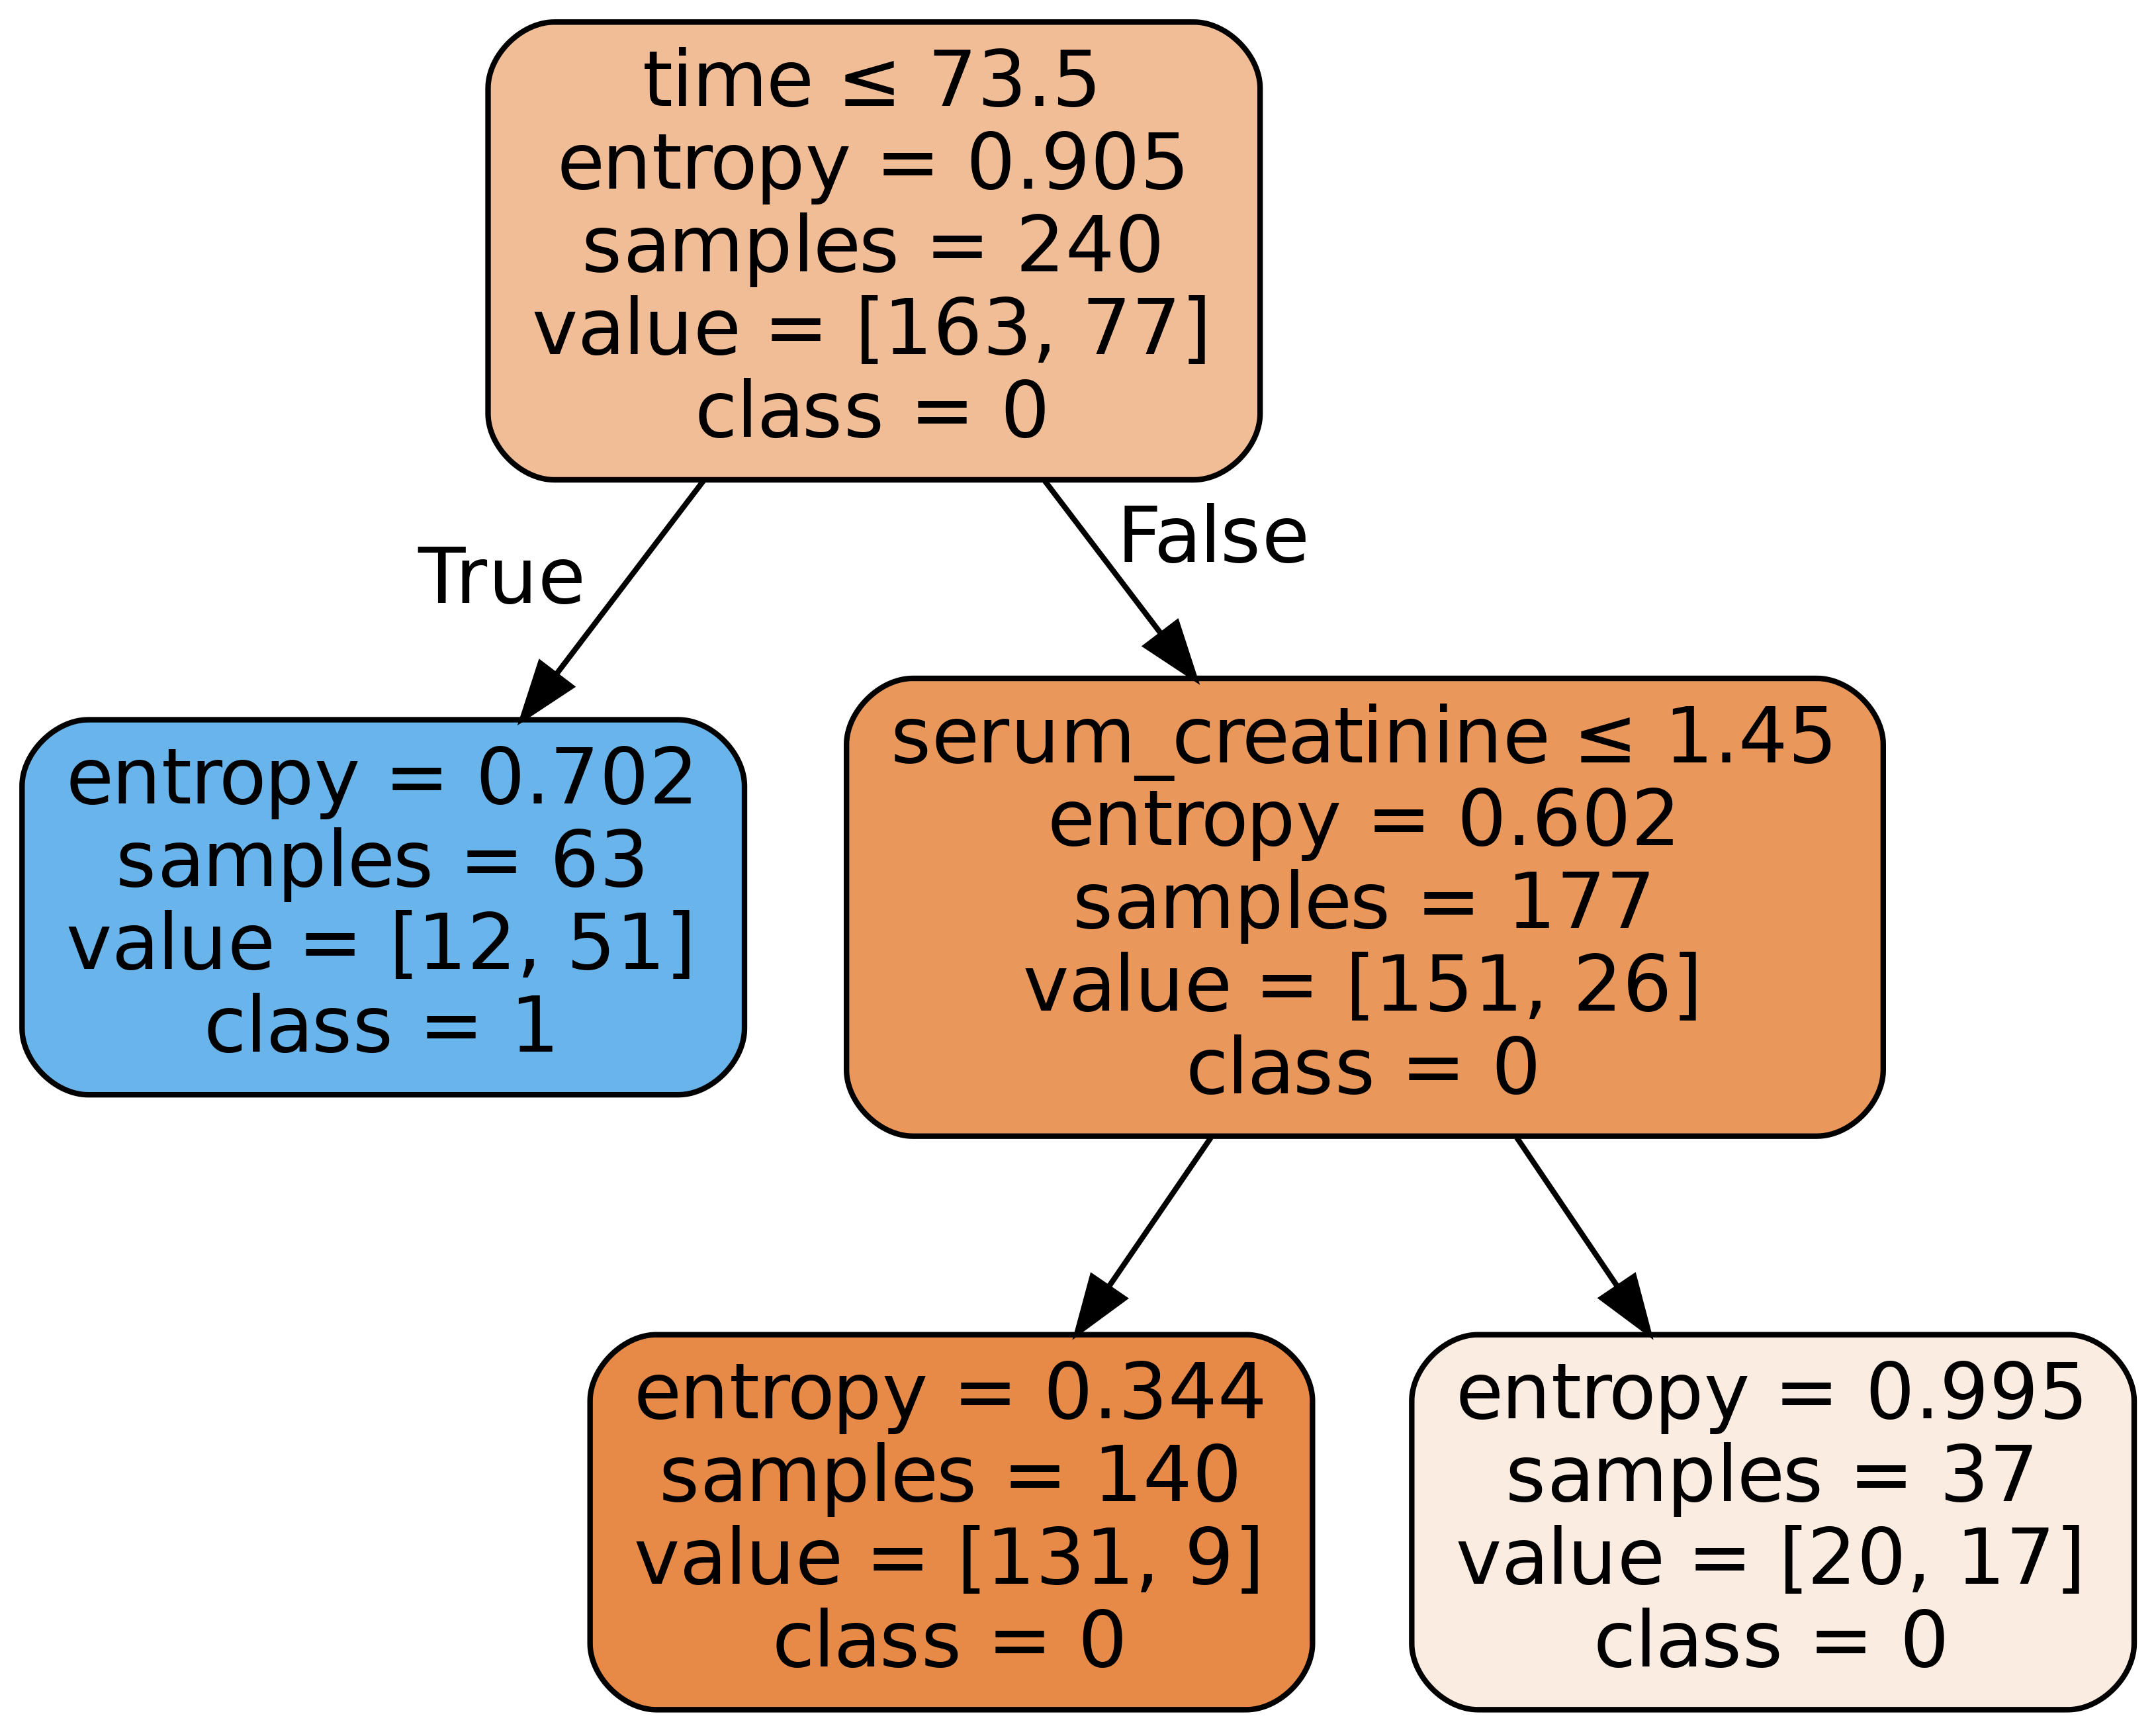 time ≤ 73.5
entropy = 0.905
samples = 240
value = [163, 77]
class = 0
True
False
entropy = 0.702
samples = 63
value = [12, 51]
class = 1
serum_creatinine ≤ 1.45
entropy = 0.602
samples = 177
value = [151, 26]
class = 0
entropy = 0.344
samples = 140
value = [131, 9]
class = 0
entropy = 0.995
samples = 37
value = [20, 17]
class = 0